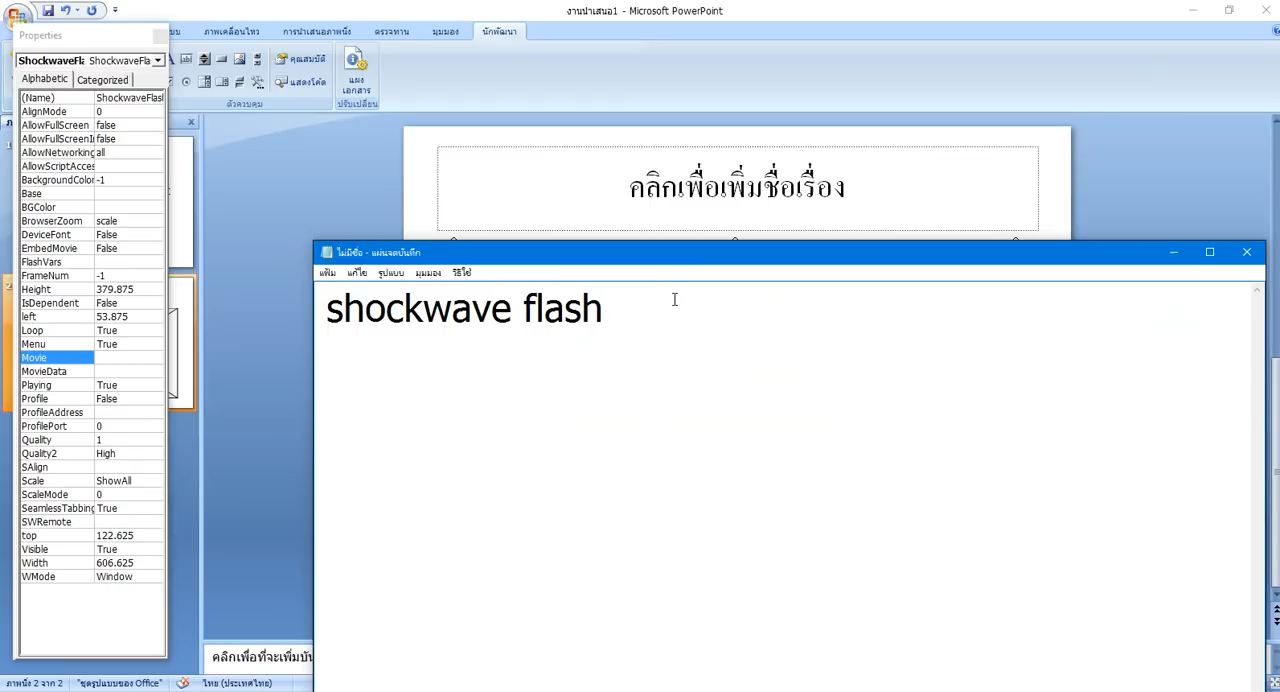 งานนำเสนอ1 - Microsoft PowerPoint
Properties
ภาพเคลื่อนไหว การนำเสนอภาพนิ่ง ตรวจทาน มุมมอง นักพัฒนา
ShockwaveFla ShockwaveFla
คุณสมบัติ
Alphabetic Categorized
แสดงโค้ด
แผง
เอกสาร
ตัวควบคุม ปรับเปลี่ยน
(Name) ShockwaveFlash
AlignMode 0
AllowFullScreen false
AllowFullScreenIn false
AllowNetworking all
AllowScriptAcces
BackgroundColor -1
Base
BGColor
BrowserZoom scale
DeviceFont False
EmbedMovie False
FlashVars
FrameNum -1
Height 379.875
IsDependent False
left 53.875
Loop True
Menu True
Movie
MovieData
Playing True
Profile False
ProfileAddress
ProfilePort 0
Quality 1
Quality2 High
SAlign
Scale ShowAll
ScaleMode 0
SeamlessTabbing True
SWRemote
top 122.625
Visible True
Width 606.625
WMode Window
คลิกเพื่อเพิ่มชื่อเรื่อง
ไม่มีชื่อ - แผ่นจดบันทึก
แฟ้ม แก้ไข รูปแบบ มุมมอง วิธีใช้
shockwave flash
คลิกเพื่อที่จะเพิ่มบัน
ภาพนิ่ง 2 จาก 2 "ชุดรูปแบบของ Office" ไทย (ประเทศไทย)